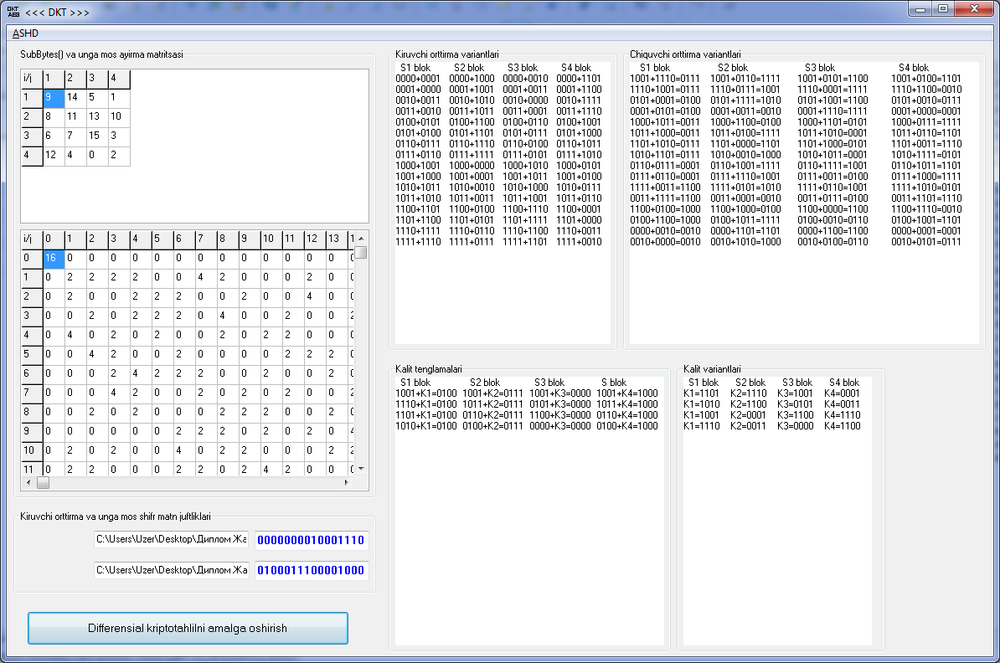 DKT
AES
<<< DKT >>>
ASHD
SubBytes() va unga mos ayirma matritsasi
i/j 1 2 3 4
1 9 14 5 1
2 8 11 13 10
3 6 7 15 3
4 12 4 0 2
i/j 0 1 2 3 4 5 6 7 8 9 10 11 12 13
0 16 0 0 0 0 0 0 0 0 0 0 0 0 0
1 0 2 2 2 2 0 0 4 2 0 0 0 2 0
2 0 2 0 0 2 2 2 0 0 2 0 0 4 0
3 0 0 2 0 2 2 2 0 4 0 0 2 0 0
4 0 4 0 2 0 2 0 0 2 0 2 2 0 0
5 0 0 4 2 0 0 2 0 0 0 0 2 2 2
6 0 0 0 2 4 2 2 2 0 0 2 0 0 2
7 0 0 0 4 2 0 0 2 0 2 0 2 0 0
8 0 0 2 0 2 0 0 0 2 2 2 0 0 2
9 0 0 0 0 0 0 2 2 2 0 2 0 2 0
10 0 2 0 2 0 0 4 0 2 2 0 0 0 2
11 0 2 2 0 0 0 2 2 0 2 4 2 0 0
Kiruvchi orttirma va unga mos shifr matn juftliklari
C:\Users\Uzer\Desktop\Диплом Жа 0000000010001110
C:\Users\Uzer\Desktop\Диплом Жа 0100011100001000
Differensial kriptotahlilni amalga oshirish
Kiruvchi orttirma variantlari
S1 blok S2 blok S3 blok S4 blok
0000+0001 0000+1000 0000+0010 0000+1101
0001+0000 0001+1001 0001+0011 0001+1100
0010+0011 0010+1010 0010+0000 0010+1111
0011+0010 0011+1011 0011+0001 0011+1110
0100+0101 0100+1100 0100+0110 0100+1001
0101+0100 0101+1101 0101+0111 0101+1000
0110+0111 0110+1110 0110+0100 0110+1011
0111+0110 0111+1111 0111+0101 0111+1010
1000+1001 1000+0000 1000+1010 1000+0101
1001+1000 1001+0001 1001+1011 1001+0100
1010+1011 1010+0010 1010+1000 1010+0111
1011+1010 1011+0011 1011+1001 1011+0110
1100+1101 1100+0100 1100+1110 1100+0001
1101+1100 1101+0101 1101+1111 1101+0000
1110+1111 1110+0110 1110+1100 1110+0011
1111+1110 1111+0111 1111+1101 1111+0010
Chiquvchi orttirma variantlari
S1 blok S2 blok S3 blok S4 blok
1001+1110=0111 1001+0110=1111 1001+0101=1100 1001+0100=1101
1110+1001=0111 1110+0111=1001 1110+0001=1111 1110+1100=0010
0101+0001=0100 0101+1111=1010 0101+1001=1100 0101+0010=0111
0001+0101=0100 0001+0011=0010 0001+1110=1111 0001+0000=0001
1000+1011=0011 1000+1100=0100 1000+1101=0101 1000+0111=1111
1011+1000=0011 1011+0100=1111 1011+1010=0001 1011+0110=1101
1101+1010=0111 1101+0000=1101 1101+1000=0101 1101+0011=1110
1010+1101=0111 1010+0010=1000 1010+1011=0001 1010+1111=0101
0110+0111=0001 0110+1001=1111 0110+1111=1001 0110+1011=1101
0111+0110=0001 0111+1110=1001 0111+0011=0100 0111+1000=1111
1111+0011=1100 1111+0101=1010 1111+0110=1001 1111+1010=0101
0011+1111=1100 0011+0001=0010 0011+0111=0100 0011+1101=1110
1100+0100=1000 1100+1000=0100 1100+0000=1100 1100+1110=0010
0100+1100=1000 0100+1011=1111 0100+0010=0110 0100+1001=1101
0000+0010=0010 0000+1101=1101 0000+1100=1100 0000+0001=0001
0010+0000=0010 0010+1010=1000 0010+0100=0110 0010+0101=0111
Kalit tenglamalari
S1 blok S2 blok S3 blok S blok
1001+K1=0100 1001+K2=0111 1001+K3=0000 1001+K4=1000
1110+K1=0100 1011+K2=0111 0101+K3=0000 1011+K4=1000
1101+K1=0100 0110+K2=0111 1100+K3=0000 0110+K4=1000
1010+K1=0100 0100+K2=0111 0000+K3=0000 0100+K4=1000
Kalit variantlari
S1 blok S2 blok S3 blok S4 blok
K1=1101 K2=1110 K3=1001 K4=0001
K1=1010 K2=1100 K3=0101 K4=0011
K1=1001 K2=0001 K3=1100 K4=1110
K1=1110 K2=0011 K3=0000 K4=1100